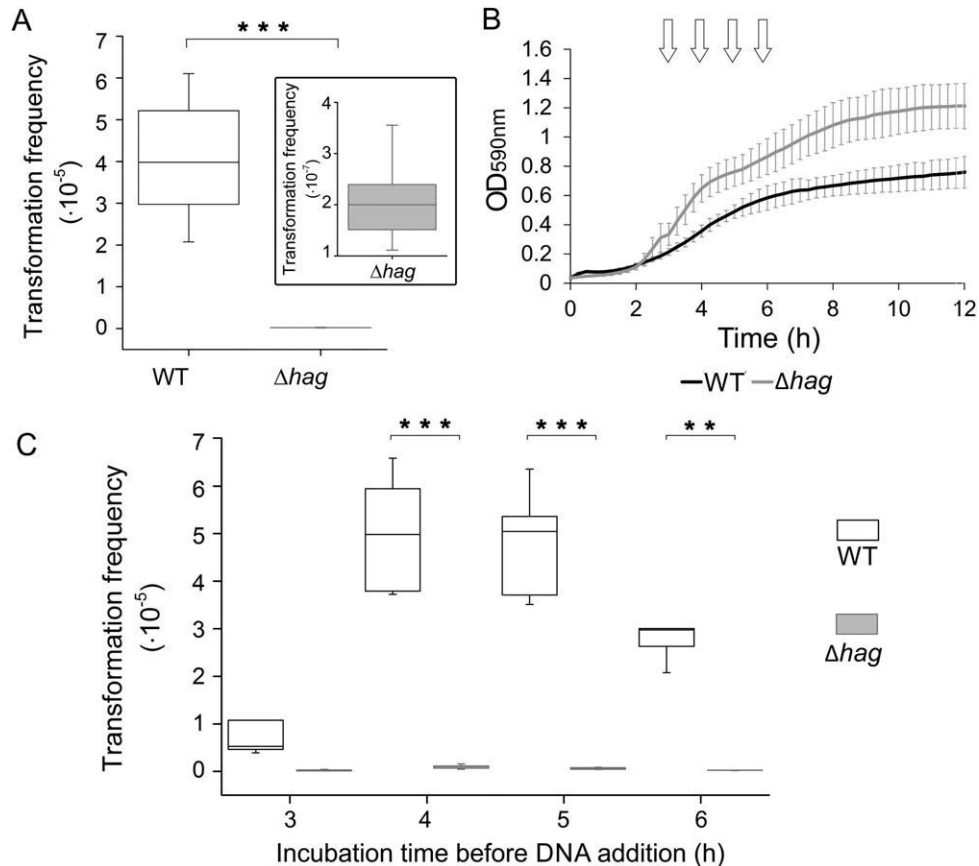 A
* * *
Transformation frequency
(·10⁻⁵)
7
6
5
4
3
2
1
0
WT
Δhag
Transformation frequency
(·10⁻⁷)
4
3
2
1
Δhag
B
OD590nm
1.6
1.4
1.2
1
0.8
0.6
0.4
0.2
0
0 2 4 6 8 10 12
Time (h)
WT Δhag
C
* * * * * * * *
Transformation frequency
(·10⁻⁵)
7
6
5
4
3
2
1
0
3 4 5 6
Incubation time before DNA addition (h)
WT
Δhag